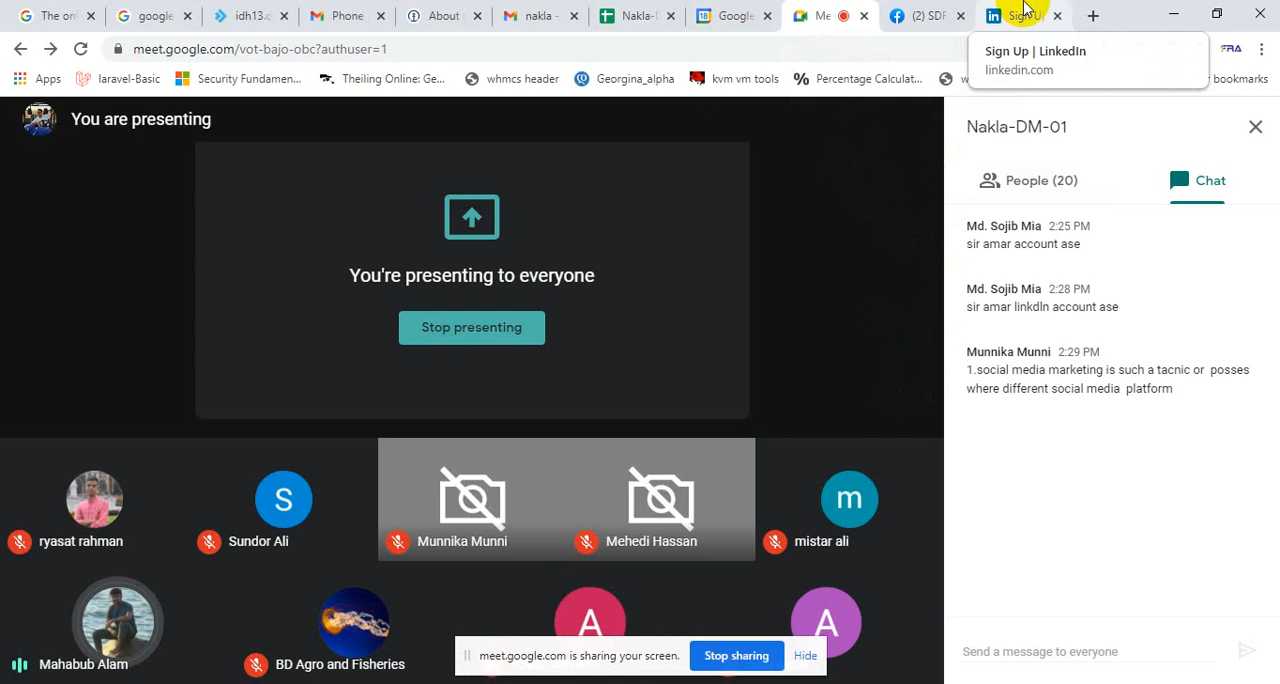 The onl
google
idh13.d
Phone
About
nakla -
Nakla-D
Google
Me
(2) SDF
Sign Up
meet.google.com/vot-bajo-obc?authuser=1
Sign Up | LinkedIn
linkedin.com
Apps
laravel-Basic
Security Fundamen...
Theiling Online: Ge...
whmcs header
Georgina_alpha
kvm vm tools
Percentage Calculat...
bookmarks
You are presenting
You're presenting to everyone
Stop presenting
Nakla-DM-01
People (20)
Chat
Md. Sojib Mia 2:25 PM
sir amar account ase
Md. Sojib Mia 2:28 PM
sir amar linkdln account ase
Munnika Munni 2:29 PM
1.social media marketing is such a tacnic or posses
where different social media platform
S
m
ryasat rahman
Sundor Ali
Munnika Munni
Mehedi Hassan
mistar ali
A
A
Mahabub Alam
BD Agro and Fisheries
meet.google.com is sharing your screen.
Stop sharing
Hide
Send a message to everyone